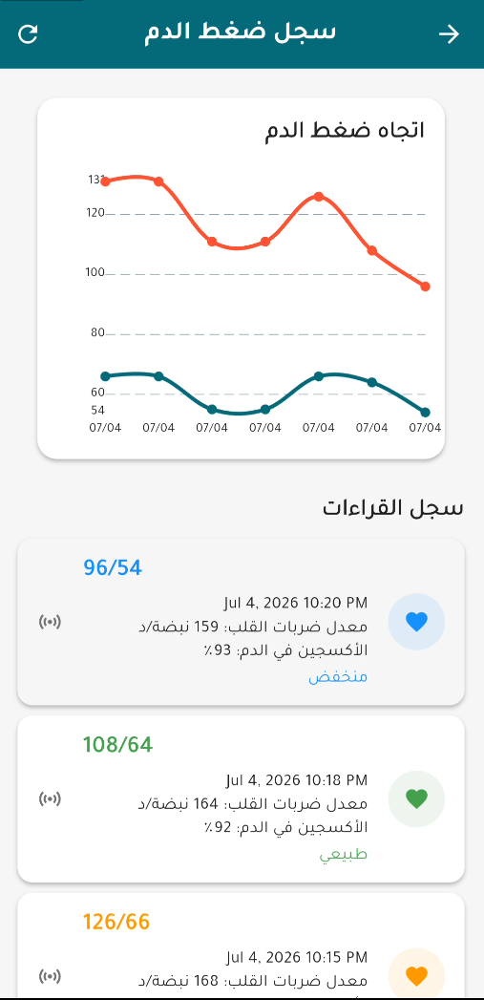 سجل ضغط الدم
اتجاه ضغط الدم
131
120
100
80
60
54
07/04 07/04 07/04 07/04 07/04 07/04 07/04
سجل القراءات
96/54
Jul 4, 2026 10:20 PM
معدل ضربات القلب: 159 نبضة/د
الأكسجين في الدم: 93٪
منخفض
108/64
Jul 4, 2026 10:18 PM
معدل ضربات القلب: 164 نبضة/د
الأكسجين في الدم: 92٪
طبيعي
126/66
Jul 4, 2026 10:15 PM
معدل ضربات القلب: 168 نبضة/د